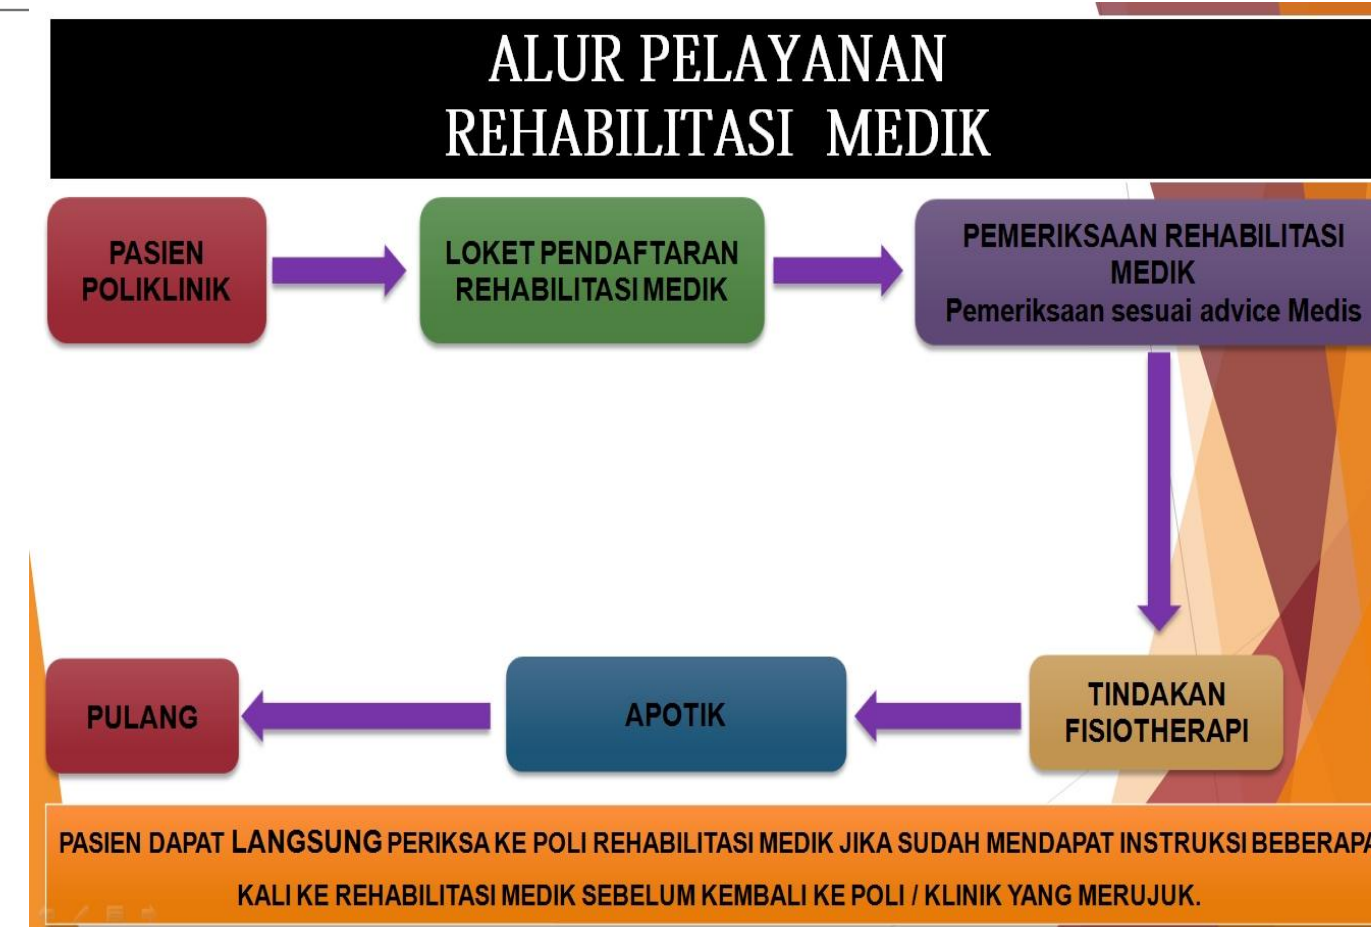 ALUR PELAYANAN
REHABILITASI MEDIK
PASIEN
POLIKLINIK
LOKET PENDAFTARAN
REHABILITASI MEDIK
PEMERIKSAAN REHABILITASI
MEDIK
Pemeriksaan sesuai advice Medis
PULANG
APOTIK
TINDAKAN
FISIOTHERAPI
PASIEN DAPAT LANGSUNG PERIKSA KE POLI REHABILITASI MEDIK JIKA SUDAH MENDAPAT INSTRUKSI BEBERAPA
KALI KE REHABILITASI MEDIK SEBELUM KEMBALI KE POLI / KLINIK YANG MERUJUK.